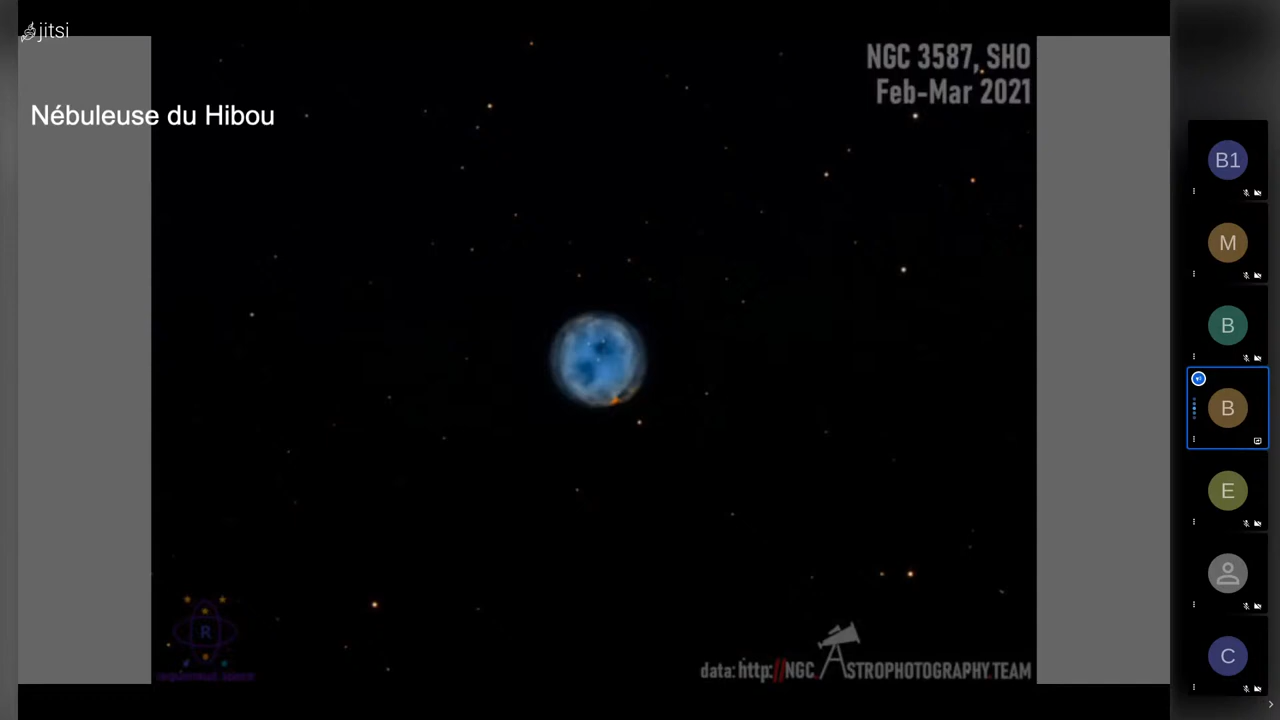 jitsi
NGC 3587, SHO
Feb-Mar 2021
Nébuleuse du Hibou
B1
M
B
B
E
C
R
data: http://NGC.ASTROPHOTOGRAPHY.TEAM